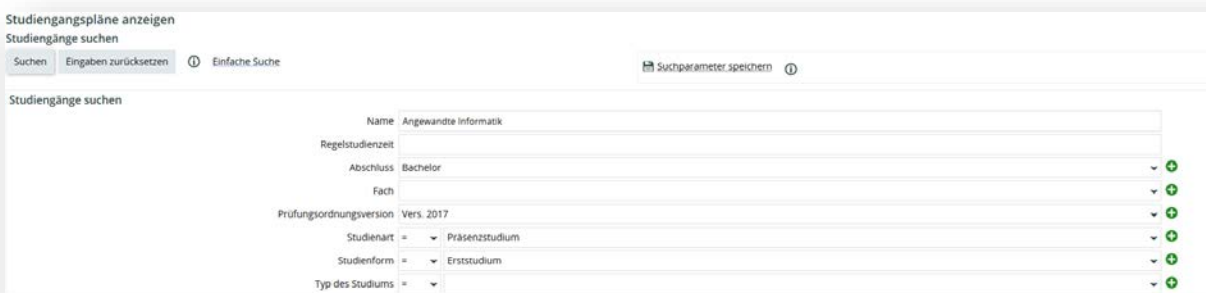 Studiengangspläne anzeigen
Studiengänge suchen
Suchen Eingaben zurücksetzen Einfache Suche Suchparameter speichern
Studiengänge suchen
Name Angewandte Informatik
Regelstudienzeit
Abschluss Bachelor
Fach
Prüfungsordnungsversion Vers. 2017
Studienart = Präsenzstudium
Studienform = Erststudium
Typ des Studiums =